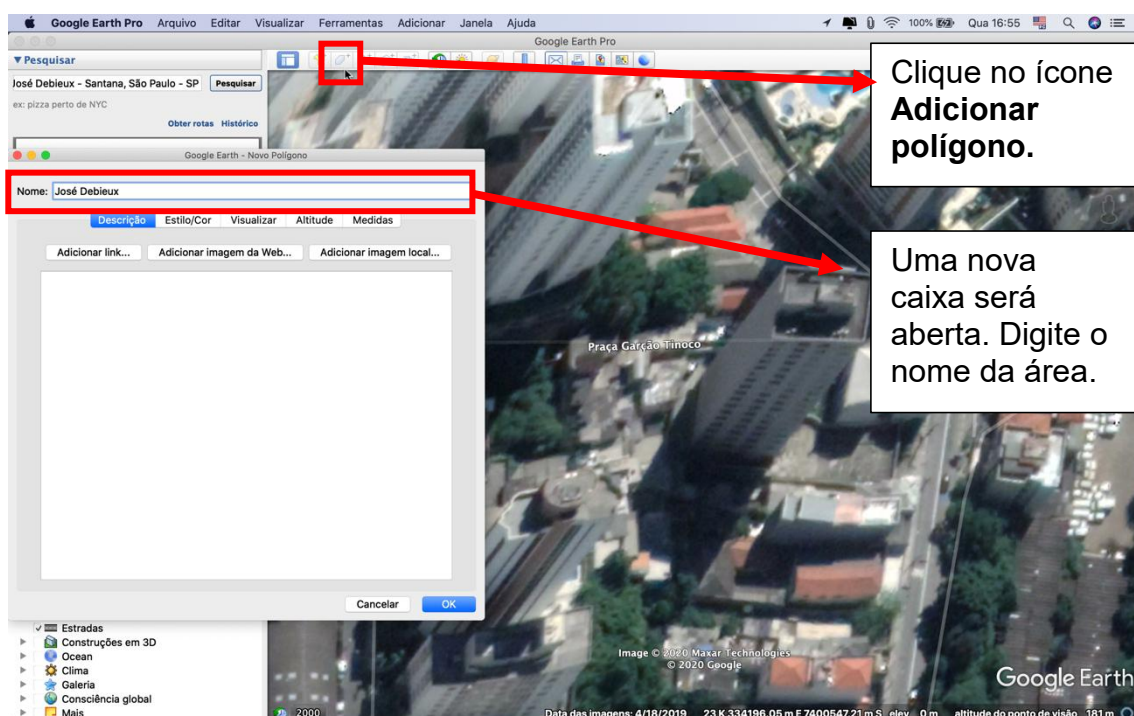 Google Earth Pro Arquivo Editar Visualizar Ferramentas Adicionar Janela Ajuda 100% Qua 16:55
Google Earth Pro
Pesquisar
José Debieux - Santana, São Paulo - SP Pesquisar
ex: pizza perto de NYC
Obter rotas Histórico
Google Earth - Novo Polígono
Nome: José Debieux
Descrição Estilo/Cor Visualizar Altitude Medidas
Adicionar link... Adicionar imagem da Web... Adicionar imagem local...
Cancelar OK
Estradas
Construções em 3D
Ocean
Clima
Galeria
Consciência global
Mais
Clique no ícone
Adicionar
polígono.
Uma nova
caixa será
aberta. Digite o
nome da área.
Praça Garção Tinoco
Image © 2020 Maxar Technologies
© 2020 Google
Google Earth
2000 Data das imagens: 4/18/2019 23 K 334196.05 m E 7400547.21 m S elev 0 m altitude do ponto de visão 181 m